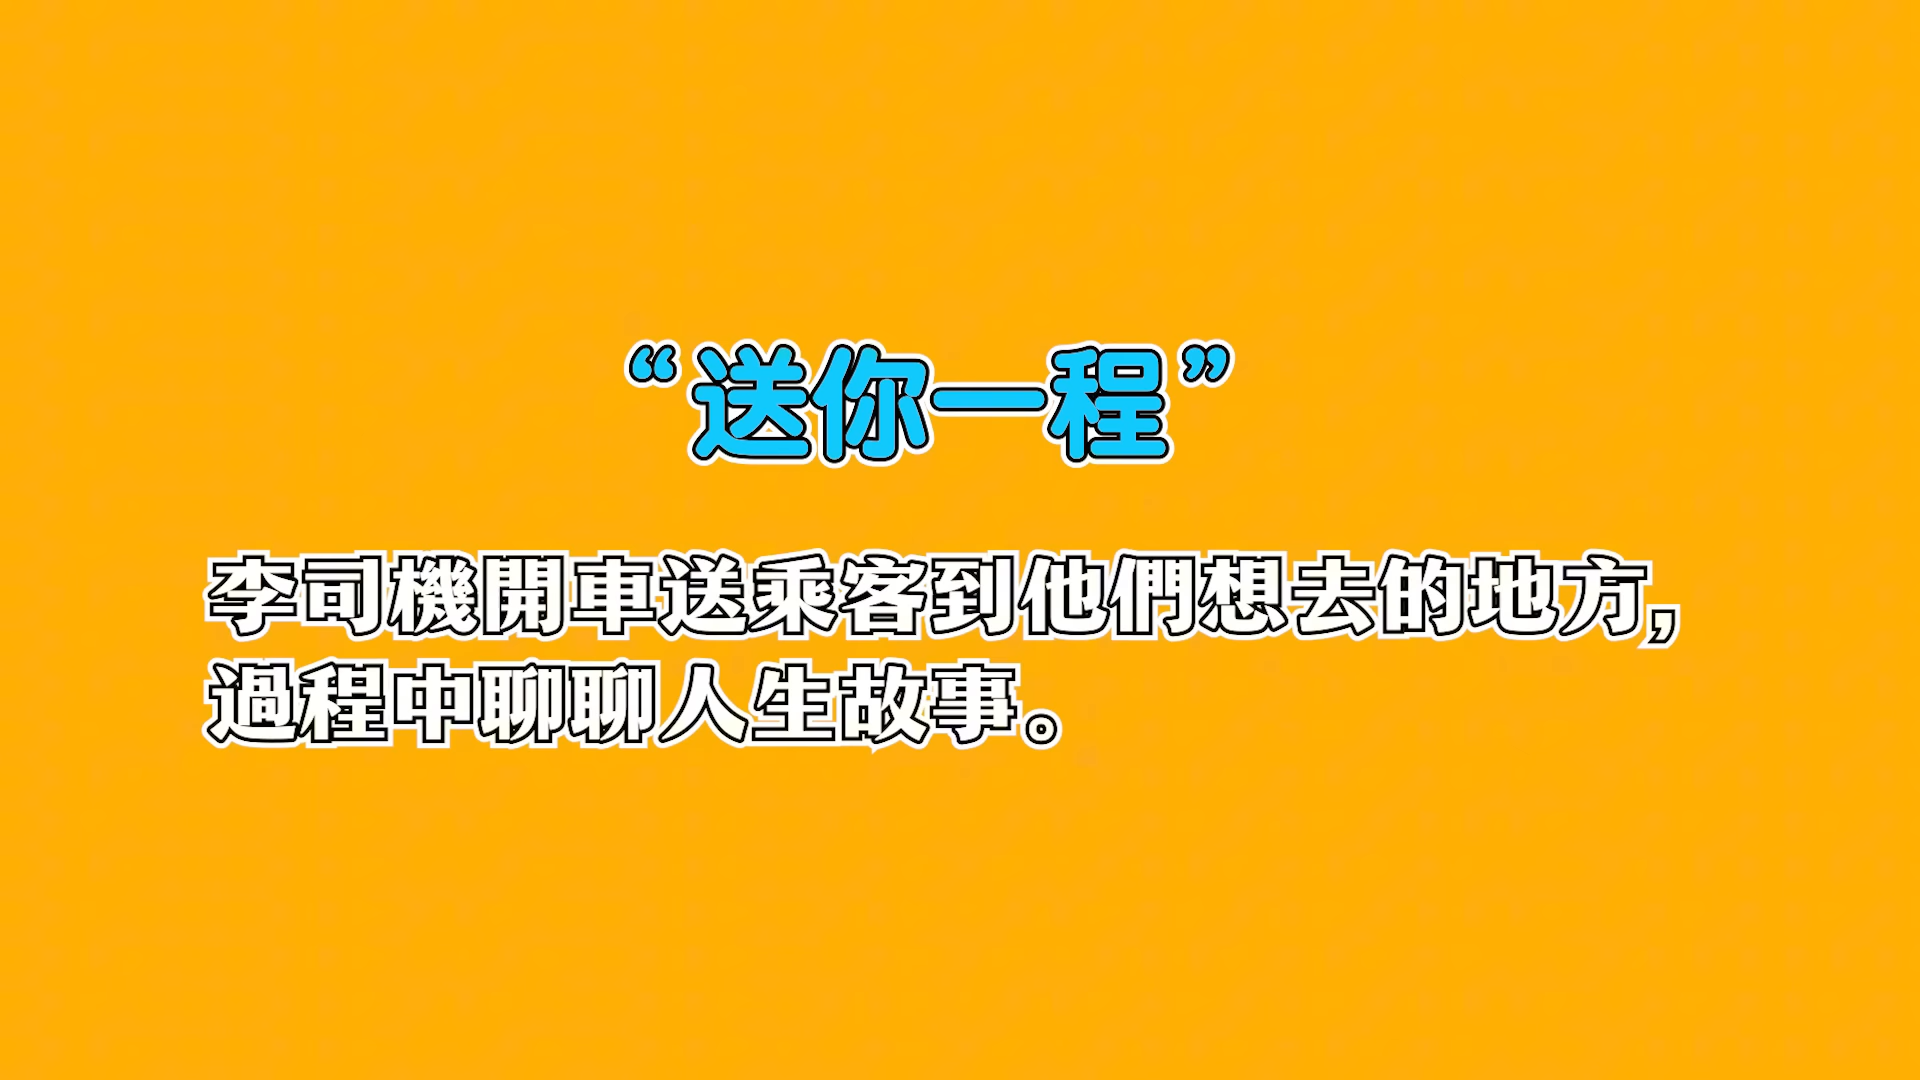 “送你一程”
李司機開車送乘客到他們想去的地方，
過程中聊聊人生故事。